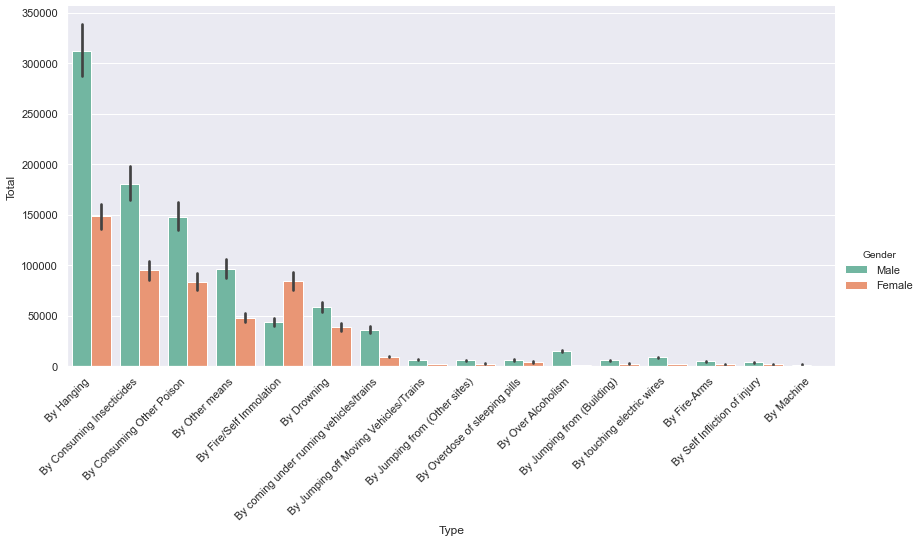 350000
300000
250000
200000
150000
100000
50000
0
Total
By Hanging
By Consuming Insecticides
By Consuming Other Poison
By Other means
By Fire/Self Immolation
By Drowning
By coming under running vehicles/trains
By Jumping off Moving Vehicles/Trains
By Jumping from (Other sites)
By Overdose of sleeping pills
By Over Alcoholism
By Jumping from (Building)
By touching electric wires
By Fire-Arms
By Self Infliction of injury
By Machine
Type
Gender
Male
Female